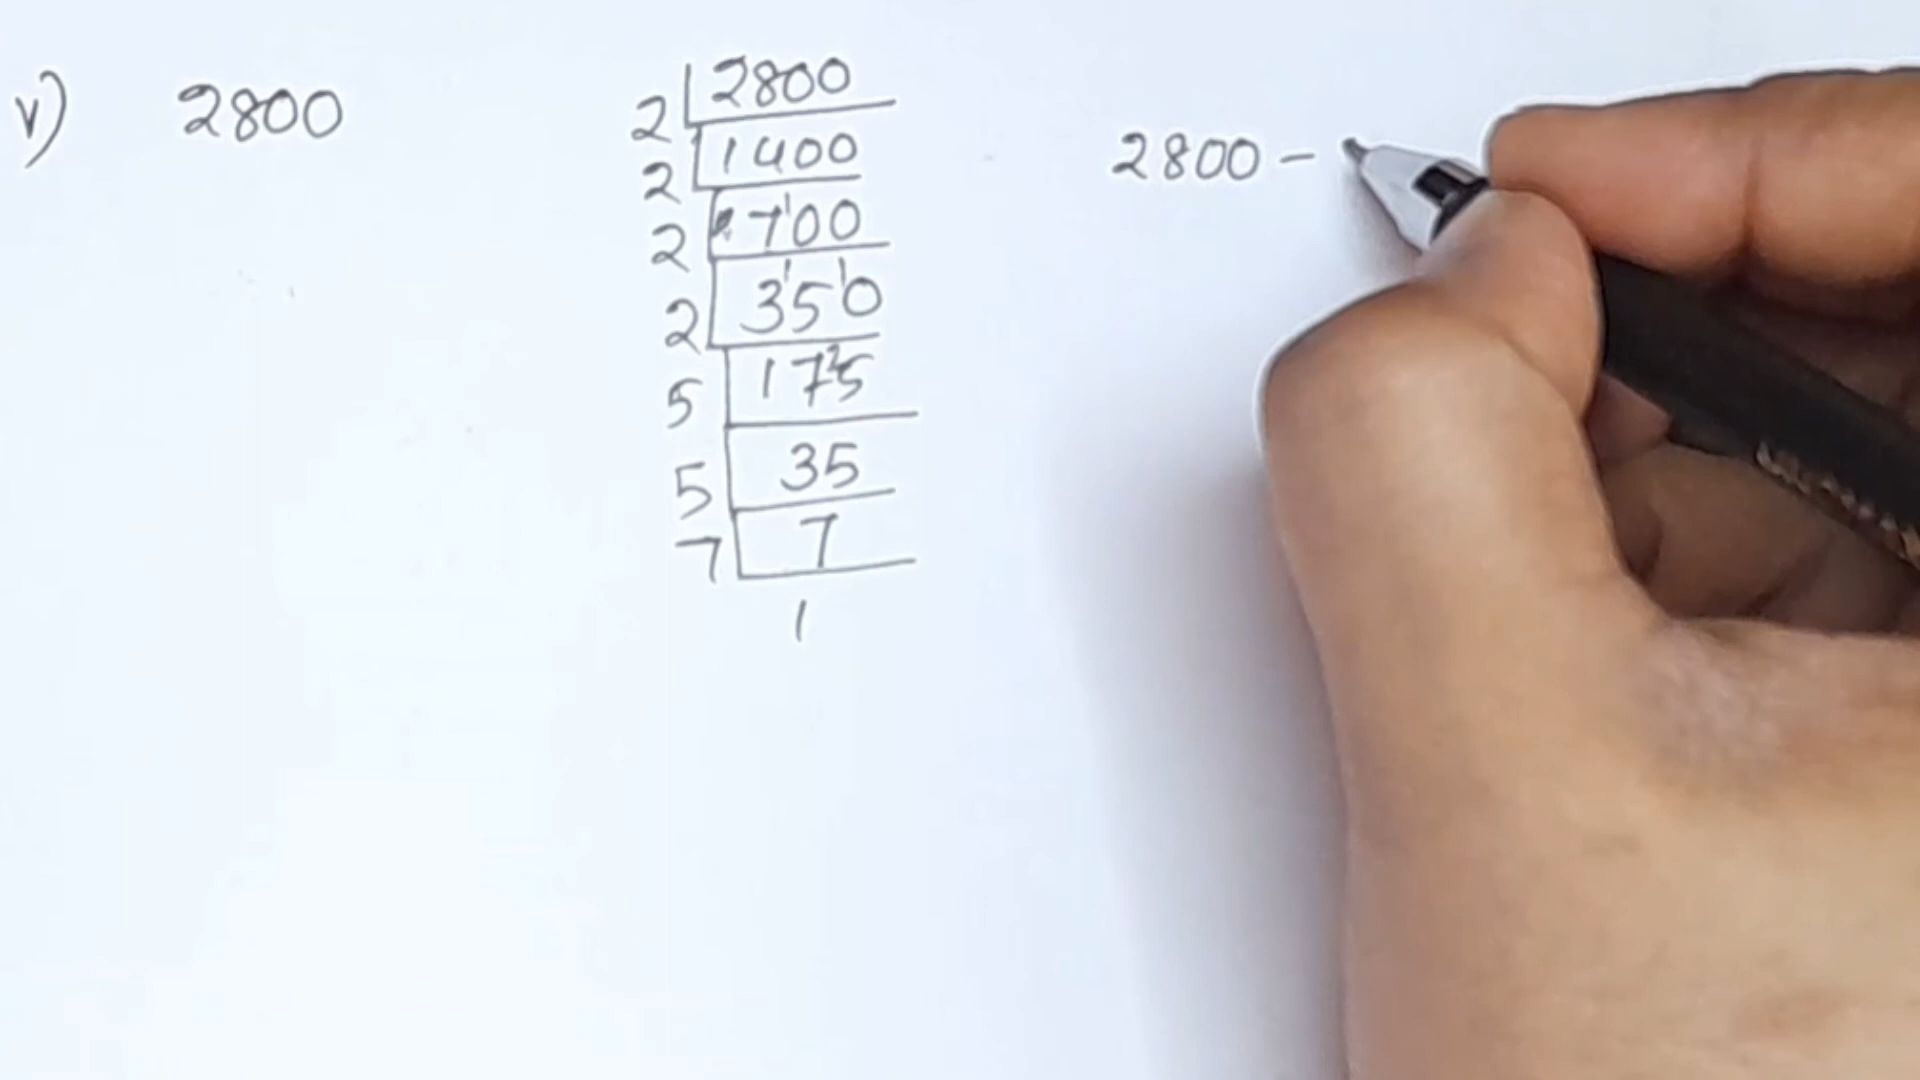 v) 2800
2 | 2800
2 | 1400
2 | 700
2 | 350
5 | 175
5 | 35
7 | 7
1
2800 –